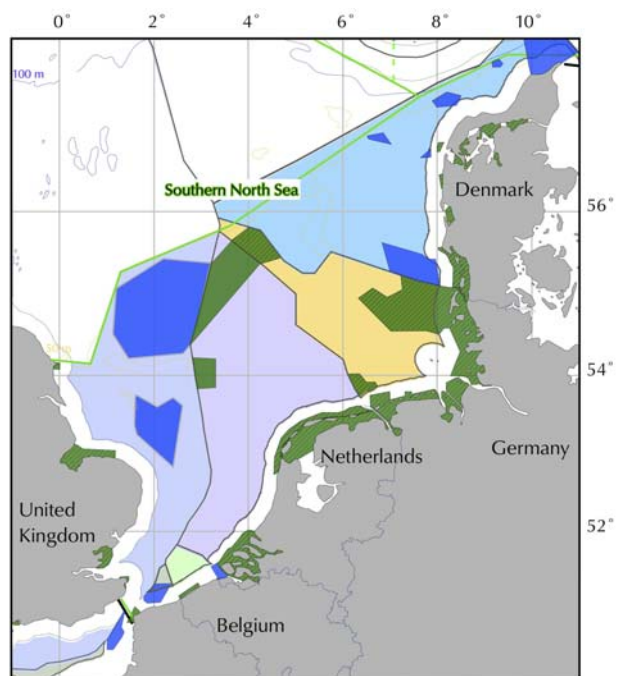 0° 2° 4° 6° 8° 10°
100 m
Southern North Sea
Denmark
56°
50 m
54°
Germany
Netherlands
United
Kingdom
52°
Belgium